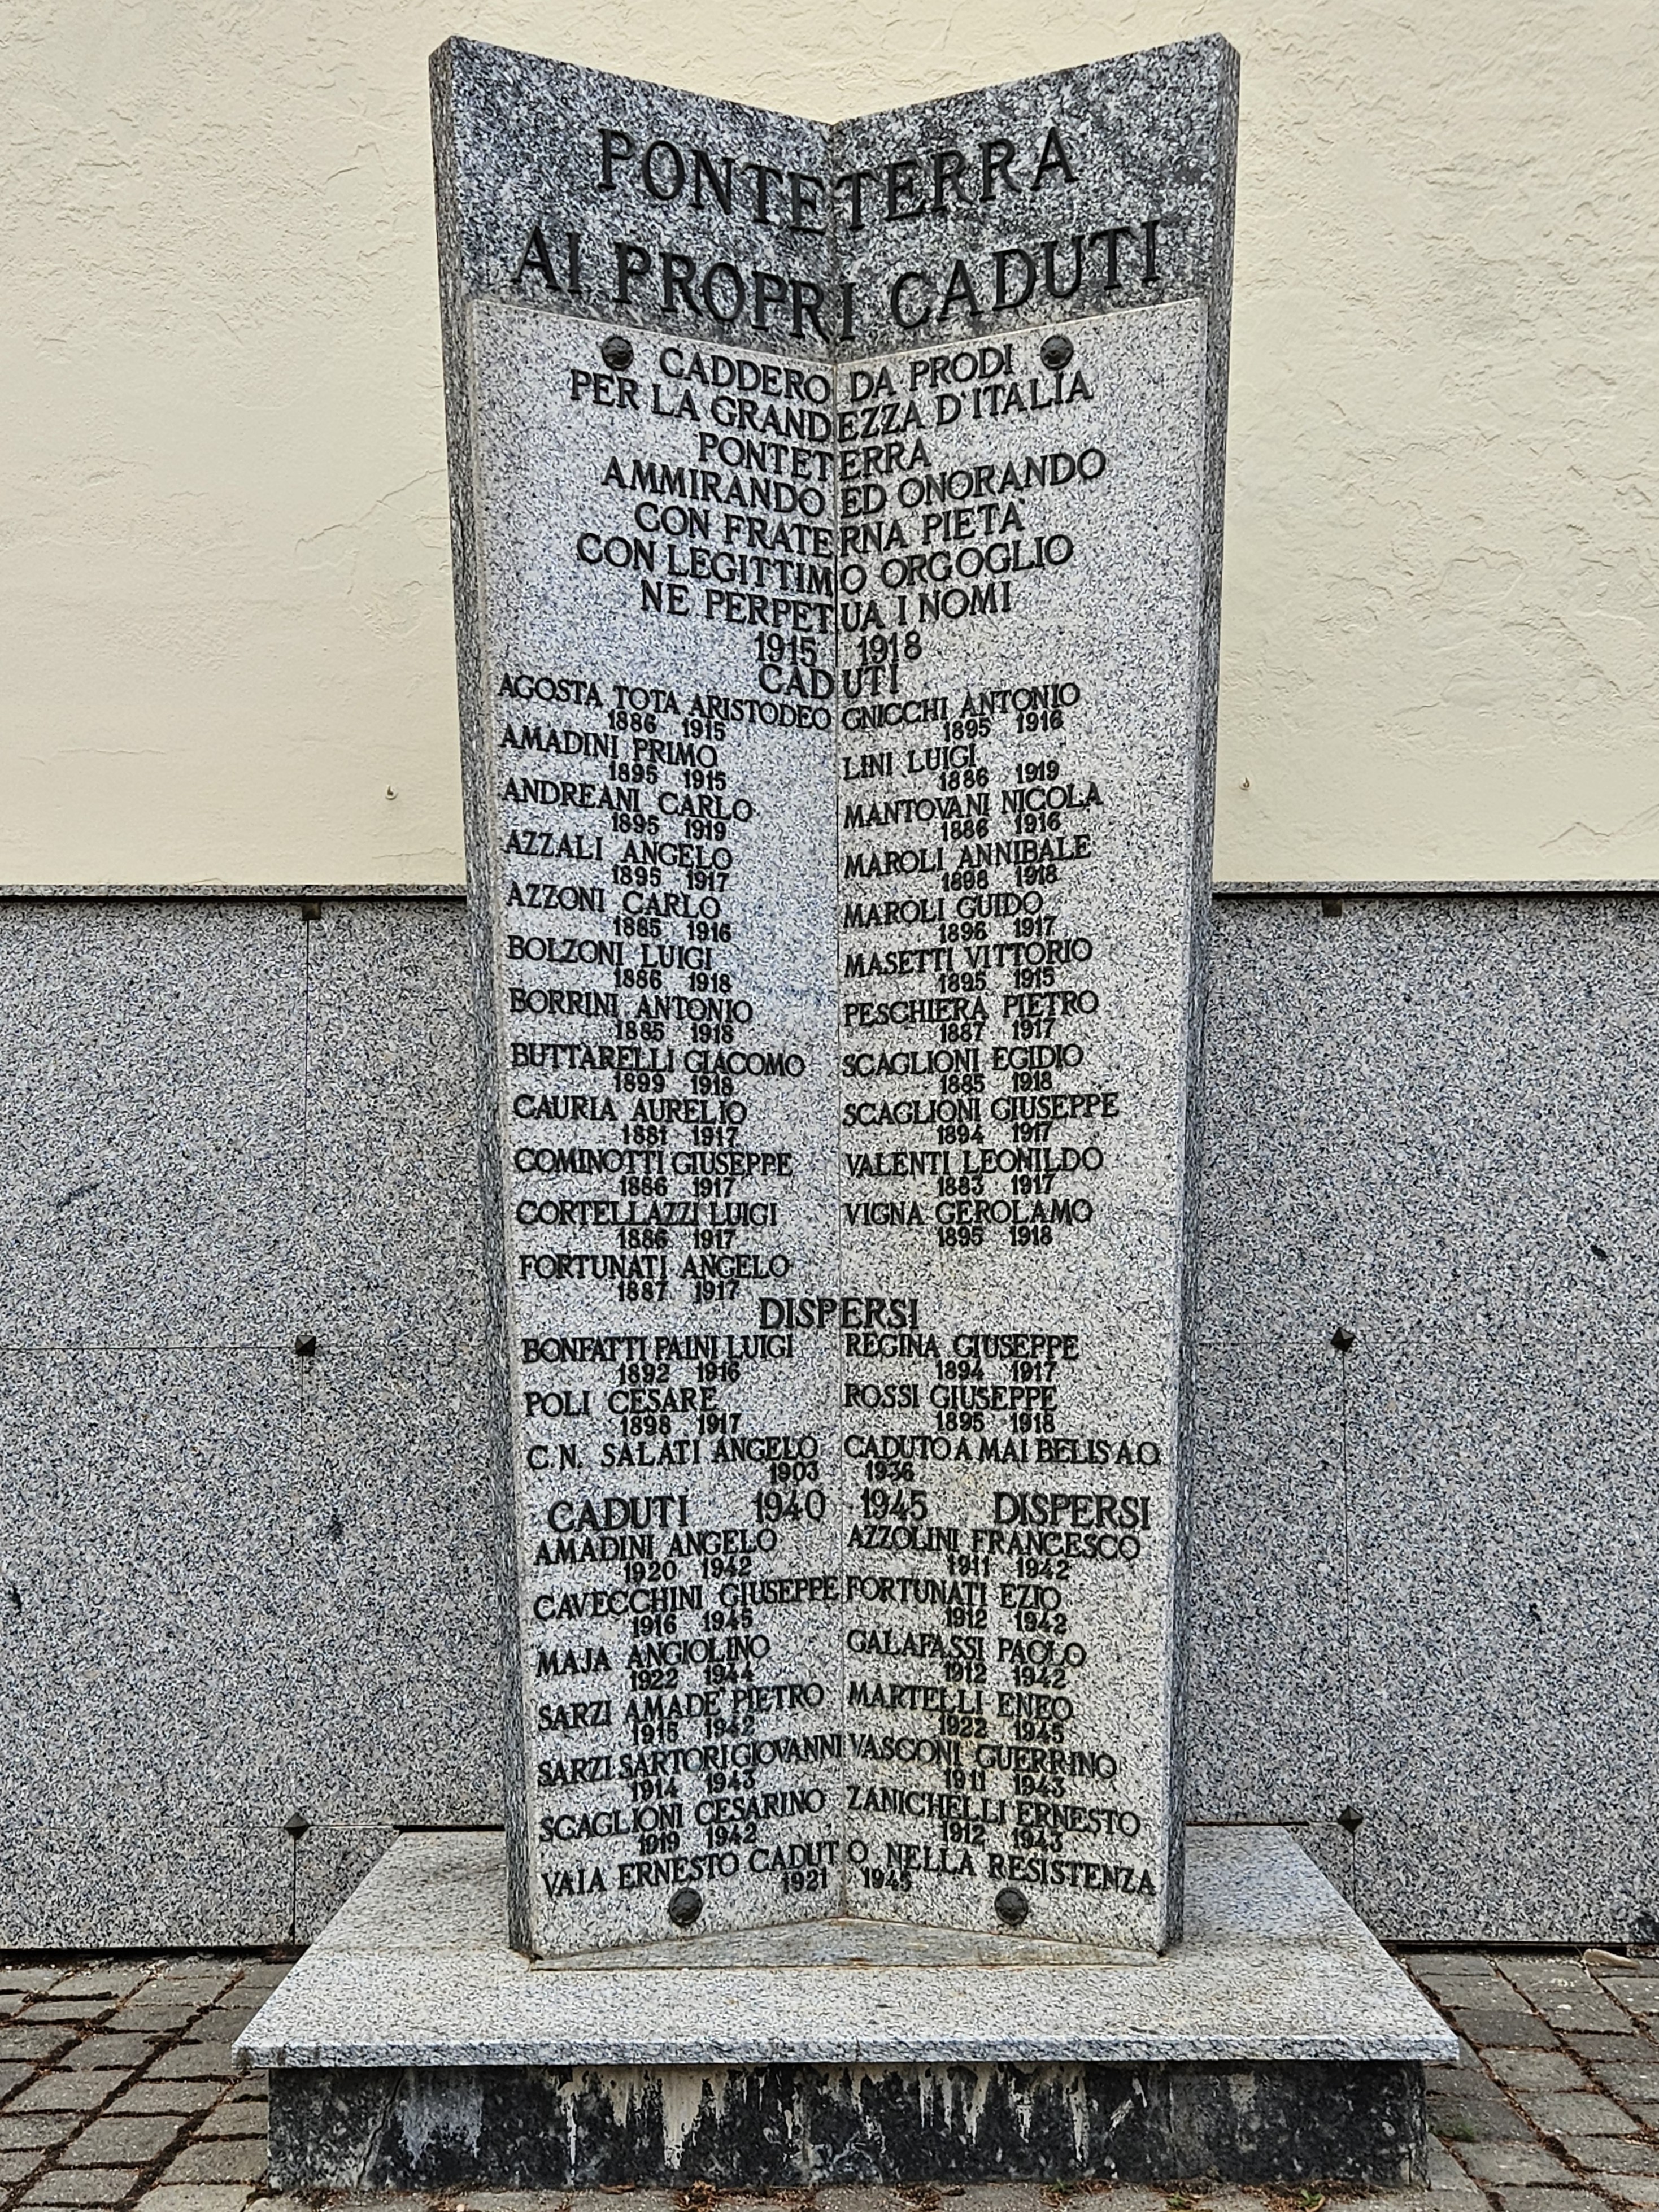 PONTETERRA
AI PROPRI CADUTI
CADDERO DA PRODI
PER LA GRANDEZZA D'ITALIA
PONTETERRA
AMMIRANDO ED ONORANDO
CON FRATERNA PIETA'
CON LEGITTIMO ORGOGLIO
NE PERPETUA I NOMI
1915 1918
CADUTI
AGOSTA TOTA ARISTODEO
1886 1915
AMADINI PRIMO
1895 1915
ANDREANI CARLO
1895 1919
AZZALI ANGELO
1895 1917
AZZONI CARLO
1885 1916
BOLZONI LUIGI
1886 1918
BORRINI ANTONIO
1885 1918
BUTTARELLI GIACOMO
1899 1918
CAURIA AURELIO
1881 1917
COMINOTTI GIUSEPPE
1886 1917
CORTELLAZZI LUIGI
1886 1917
FORTUNATI ANGELO
1887 1917
GNICCHI ANTONIO
1895 1916
LINI LUIGI
1886 1919
MANTOVANI NICOLA
1886 1916
MAROLI ANNIBALE
1898 1918
MAROLI GUIDO
1896 1917
MASETTI VITTORIO
1895 1915
PESCHIERA PIETRO
1887 1917
SCAGLIONI EGIDIO
1885 1918
SCAGLIONI GIUSEPPE
1894 1917
VALENTI LEONILDO
1883 1917
VIGNA GEROLAMO
1895 1918
DISPERSI
BONFATTI PAINI LUIGI
1892 1916
POLI CESARE
1898 1917
REGINA GIUSEPPE
1894 1917
ROSSI GIUSEPPE
1895 1918
C.N. SALATI ANGELO CADUTO A MAI BELIS A.O.
1903 1936
CADUTI 1940 1945 DISPERSI
AMADINI ANGELO
1920 1942
CAVECCHINI GIUSEPPE
1916 1945
MAJA ANGIOLINO
1922 1944
SARZI AMADE' PIETRO
1915 1942
SARZI SARTORI GIOVANNI
1914 1943
SCAGLIONI CESARINO
1919 1942
AZZOLINI FRANCESCO
1911 1942
FORTUNATI EZIO
1912 1942
GALAFASSI PAOLO
1912 1942
MARTELLI ENEO
1922 1945
VASCONI GUERRINO
1911 1943
ZANICHELLI ERNESTO
1912 1943
VAIA ERNESTO CADUTO NELLA RESISTENZA
1921 1945